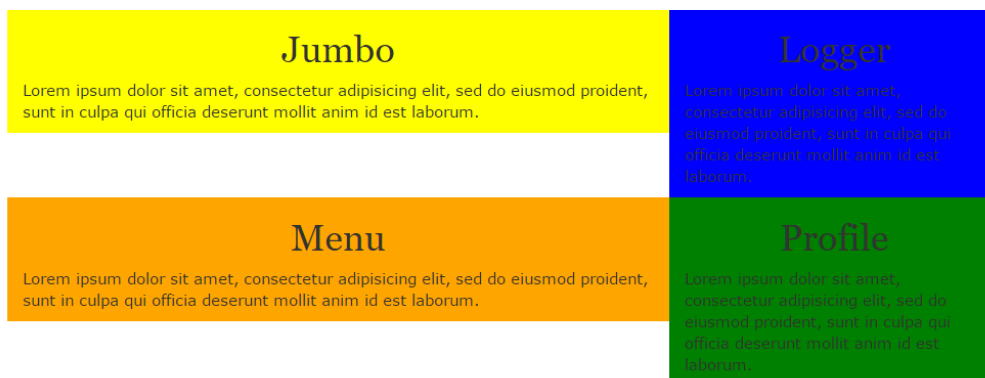 Jumbo
Lorem ipsum dolor sit amet, consectetur adipisicing elit, sed do eiusmod proident,
sunt in culpa qui officia deserunt mollit anim id est laborum.
Logger
Lorem ipsum dolor sit amet,
consectetur adipisicing elit, sed do
eiusmod proident, sunt in culpa qui
officia deserunt mollit anim id est
laborum.
Menu
Lorem ipsum dolor sit amet, consectetur adipisicing elit, sed do eiusmod proident,
sunt in culpa qui officia deserunt mollit anim id est laborum.
Profile
Lorem ipsum dolor sit amet,
consectetur adipisicing elit, sed do
eiusmod proident, sunt in culpa qui
officia deserunt mollit anim id est
laborum.